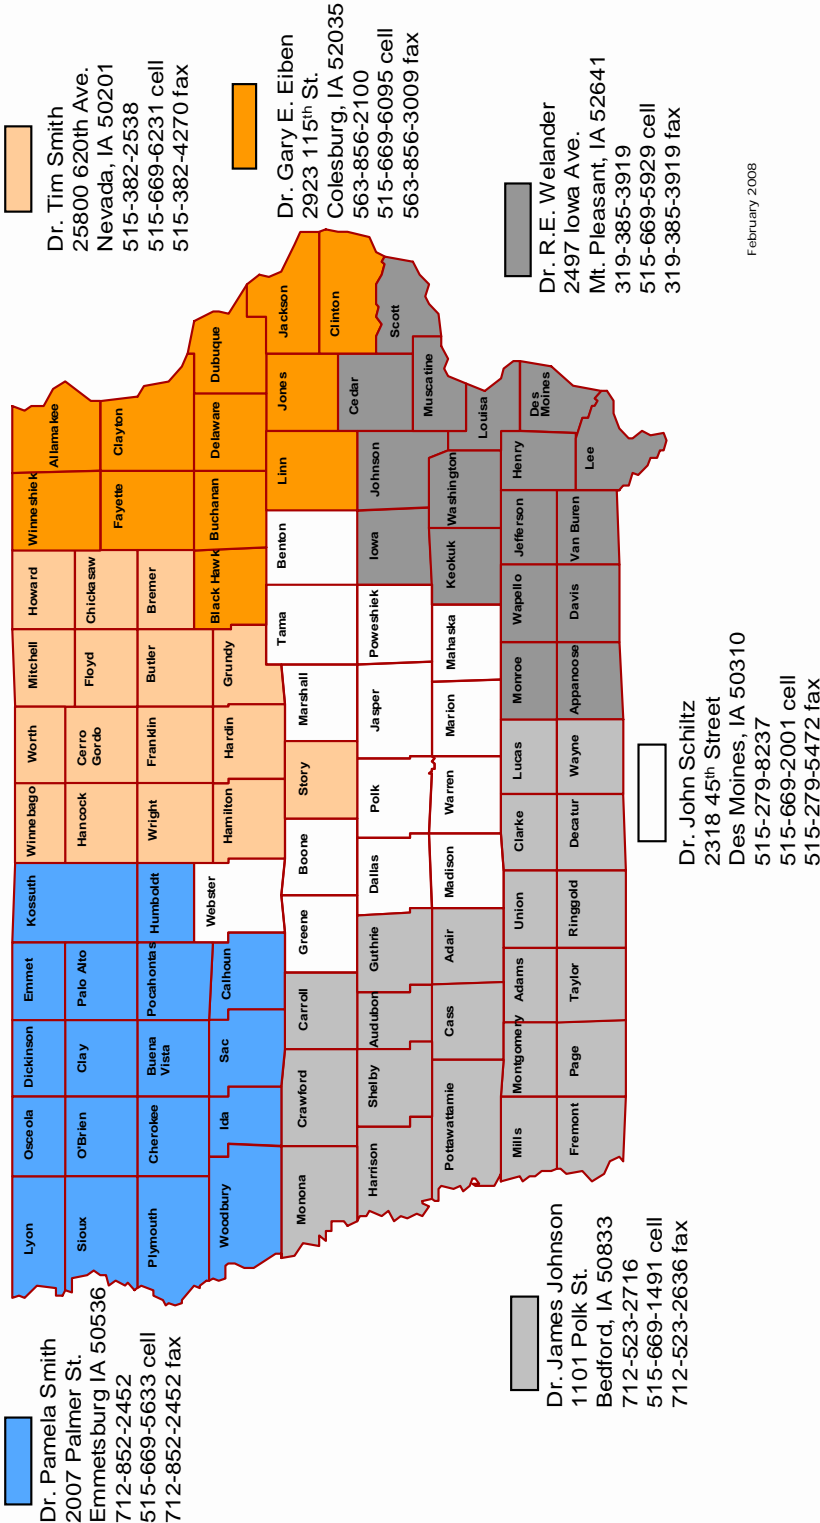 Dr. Pamela Smith
2007 Palmer St.
Emmetsburg IA 50536
712-852-2452
515-669-5633 cell
712-852-2452 fax
Dr. Tim Smith
25800 620th Ave.
Nevada, IA 50201
515-382-2538
515-669-6231 cell
515-382-4270 fax
Dr. Gary E. Eiben
2923 115th St.
Colesburg, IA 52035
563-856-2100
515-669-6095 cell
563-856-3009 fax
Lyon
Osceola
Dickinson
Emmet
Kossuth
Winnebago
Worth
Mitchell
Howard
Winneshiek
Allamakee
Sioux
O'Brien
Clay
Palo Alto
Hancock
Cerro
Gordo
Floyd
Chickasaw
Fayette
Clayton
Plymouth
Cherokee
Buena
Vista
Pocahontas
Humboldt
Wright
Franklin
Butler
Bremer
Woodbury
Ida
Sac
Calhoun
Webster
Hamilton
Hardin
Grundy
Black Hawk
Buchanan
Delaware
Dubuque
Monona
Crawford
Carroll
Greene
Boone
Story
Marshall
Tama
Benton
Linn
Jones
Jackson
Clinton
Harrison
Shelby
Audubon
Guthrie
Dallas
Polk
Jasper
Poweshiek
Iowa
Johnson
Cedar
Scott
Muscatine
Pottawattamie
Cass
Adair
Madison
Warren
Marion
Mahaska
Keokuk
Washington
Louisa
Mills
Montgomery
Adams
Union
Clarke
Lucas
Monroe
Wapello
Jefferson
Henry
Des
Moines
Fremont
Page
Taylor
Ringgold
Decatur
Wayne
Appanoose
Davis
Van Buren
Lee
Dr. James Johnson
1101 Polk St.
Bedford, IA 50833
712-523-2716
515-669-1491 cell
712-523-2636 fax
Dr. John Schiltz
2318 45th Street
Des Moines, IA 50310
515-279-8237
515-669-2001 cell
515-279-5472 fax
Dr. R.E. Welander
2497 Iowa Ave.
Mt. Pleasant, IA 52641
319-385-3919
515-669-5929 cell
319-385-3919 fax
February 2008